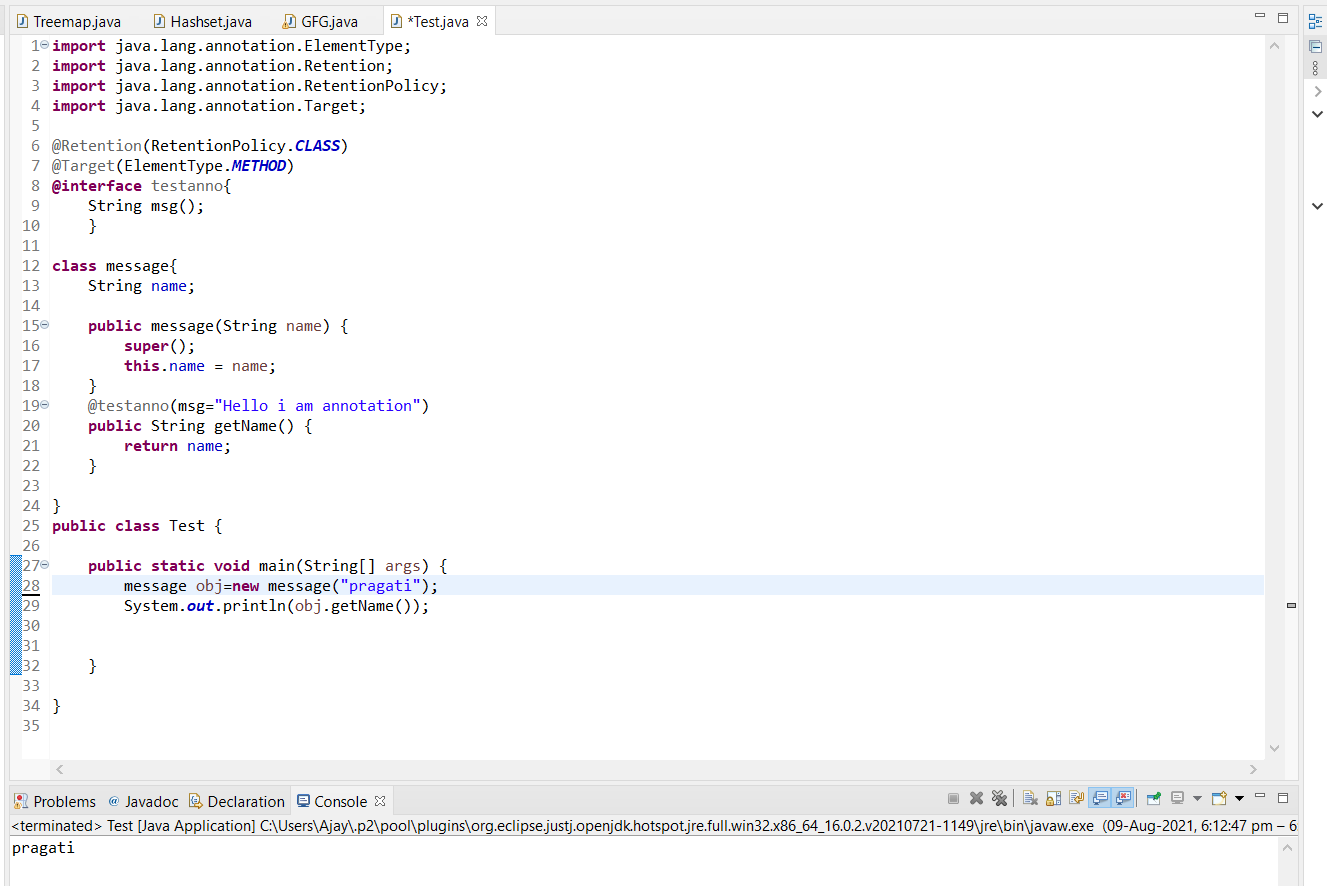 Treemap.java Hashset.java GFG.java *Test.java
1 import java.lang.annotation.ElementType;
2 import java.lang.annotation.Retention;
3 import java.lang.annotation.RetentionPolicy;
4 import java.lang.annotation.Target;
5
6 @Retention(RetentionPolicy.CLASS)
7 @Target(ElementType.METHOD)
8 @interface testanno{
9     String msg();
10     }
11
12 class message{
13     String name;
14
15     public message(String name) {
16         super();
17         this.name = name;
18     }
19     @testanno(msg="Hello i am annotation")
20     public String getName() {
21         return name;
22     }
23
24 }
25 public class Test {
26
27     public static void main(String[] args) {
28         message obj=new message("pragati");
29         System.out.println(obj.getName());
30
31
32     }
33
34 }
35
Problems @ Javadoc Declaration Console
<terminated> Test [Java Application] C:\Users\Ajay\.p2\pool\plugins\org.eclipse.justj.openjdk.hotspot.jre.full.win32.x86_64_16.0.2.v20210721-1149\jre\bin\javaw.exe (09-Aug-2021, 6:12:47 pm – 6
pragati